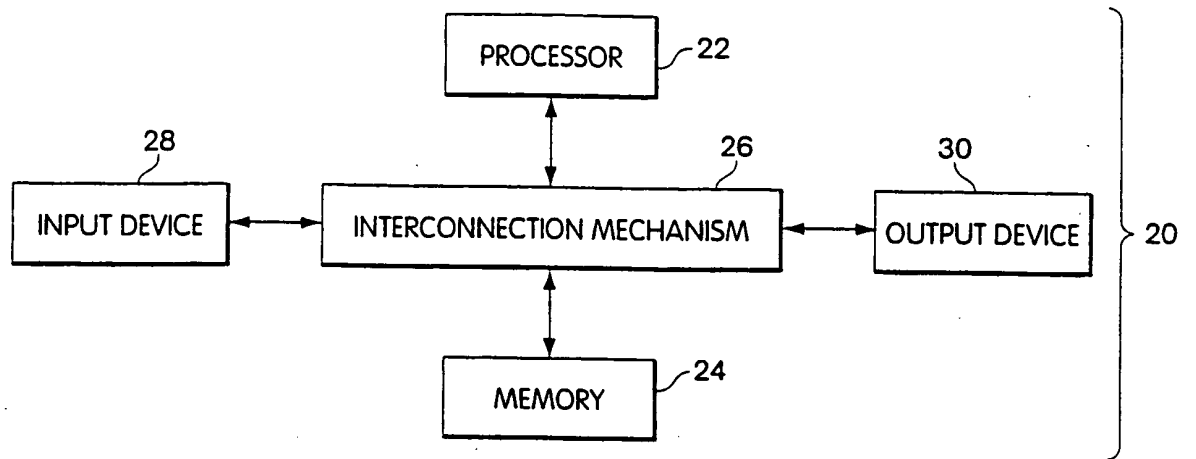 PROCESSOR
22
28
26
30
INPUT DEVICE
INTERCONNECTION MECHANISM
OUTPUT DEVICE
20
MEMORY
24